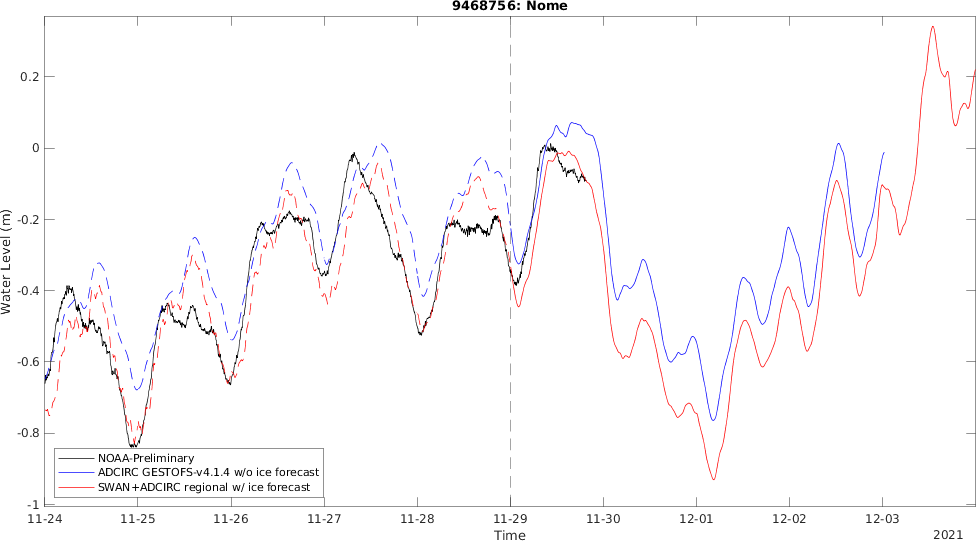 9468756: Nome
Water Level (m)
0.2
0
-0.2
-0.4
-0.6
-0.8
-1
NOAA-Preliminary
ADCIRC GESTOFS-v4.1.4 w/o ice forecast
SWAN+ADCIRC regional w/ ice forecast
11-24 11-25 11-26 11-27 11-28 11-29 11-30 12-01 12-02 12-03
Time
2021